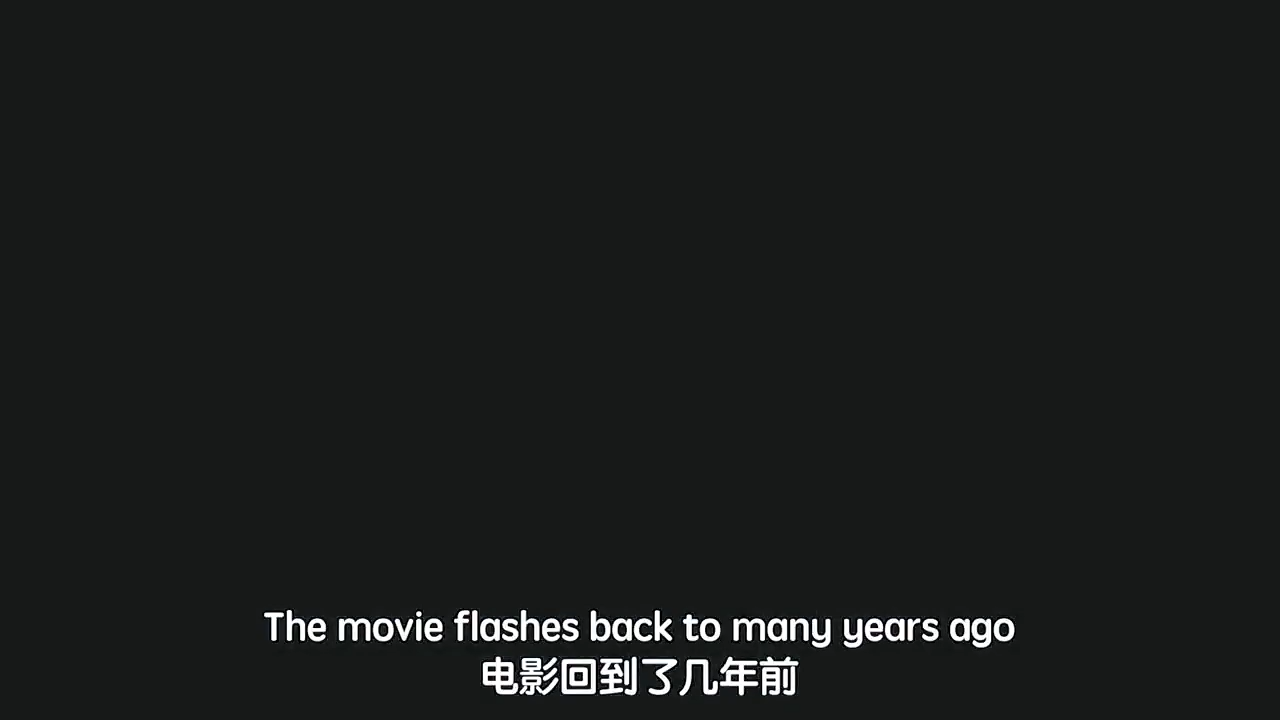 The movie flashes back to many years ago
电影回到了几年前